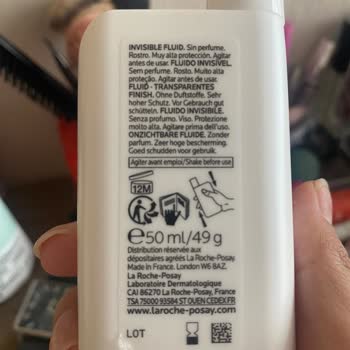 INVISIBLE FLUID. Sin perfume.
Rostro. Muy alta protección. Agitar
antes de usar. FLUIDO INVISÍVEL.
Sem perfume. Rosto. Muito alta
proteção. Agitar antes de usar.
FLUID - TRANSPARENTES
FINISH. Ohne Duftstoffe. Sehr
hoher Schutz. Vor Gebrauch gut
schütteln. FLUIDO INVISIBILE.
Senza profumo. Viso. Protezione
molto alta. Agitare prima dell'uso.
ONZICHTBARE FLUIDE. Zonder
parfum. Zeer hoge bescherming.
Goed schudden voor gebruik.
Agiter avant emploi/Shake before use
12M
℮50 ml/49 g
Distribution réservée aux
dépositaires agréés La Roche-Posay.
Made in France. London W6 8AZ.
La Roche-Posay
Laboratoire Dermatologique
CAI 86270 La Roche-Posay, France
TSA 75000 93584 ST OUEN CEDEX FR
www.laroche-posay.com
LOT